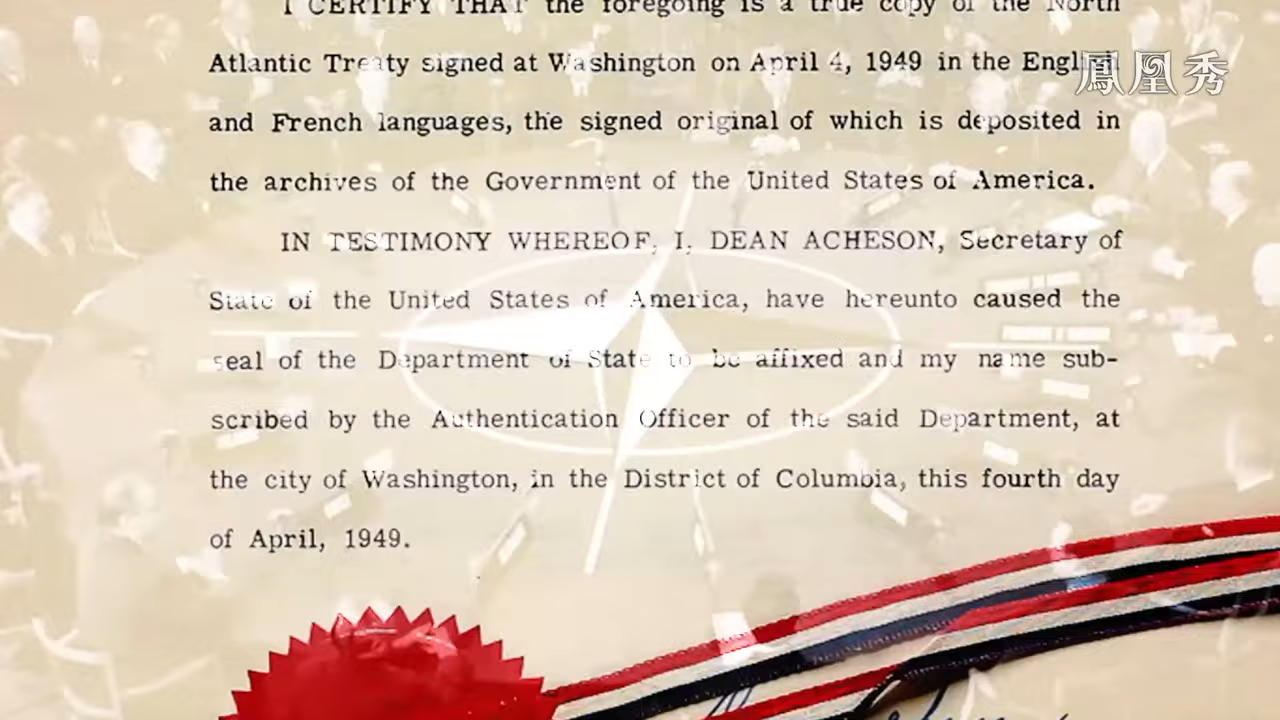 I CERTIFY THAT the foregoing is a true copy of the North
Atlantic Treaty signed at Washington on April 4, 1949 in the English
鳳凰秀
and French languages, the signed original of which is deposited in
the archives of the Government of the United States of America.
IN TESTIMONY WHEREOF, I, DEAN ACHESON, Secretary of
State of the United States of America, have hereunto caused the
seal of the Department of State to be affixed and my name sub-
scribed by the Authentication Officer of the said Department, at
the city of Washington, in the District of Columbia, this fourth day
of April, 1949.